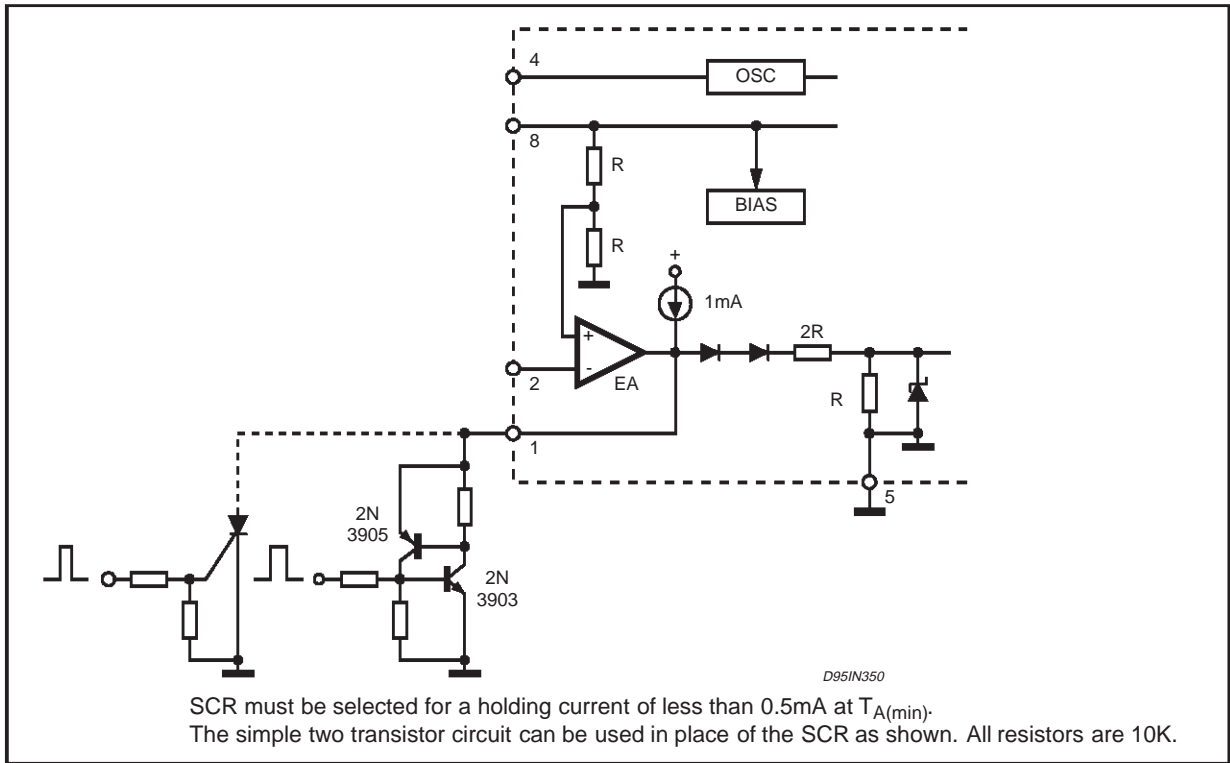 4
OSC
8
R
BIAS
R
+
1mA
2R
+
-
2
EA
R
1
5
2N
3905
2N
3903
D95IN350
SCR must be selected for a holding current of less than 0.5mA at TA(min).
The simple two transistor circuit can be used in place of the SCR as shown. All resistors are 10K.